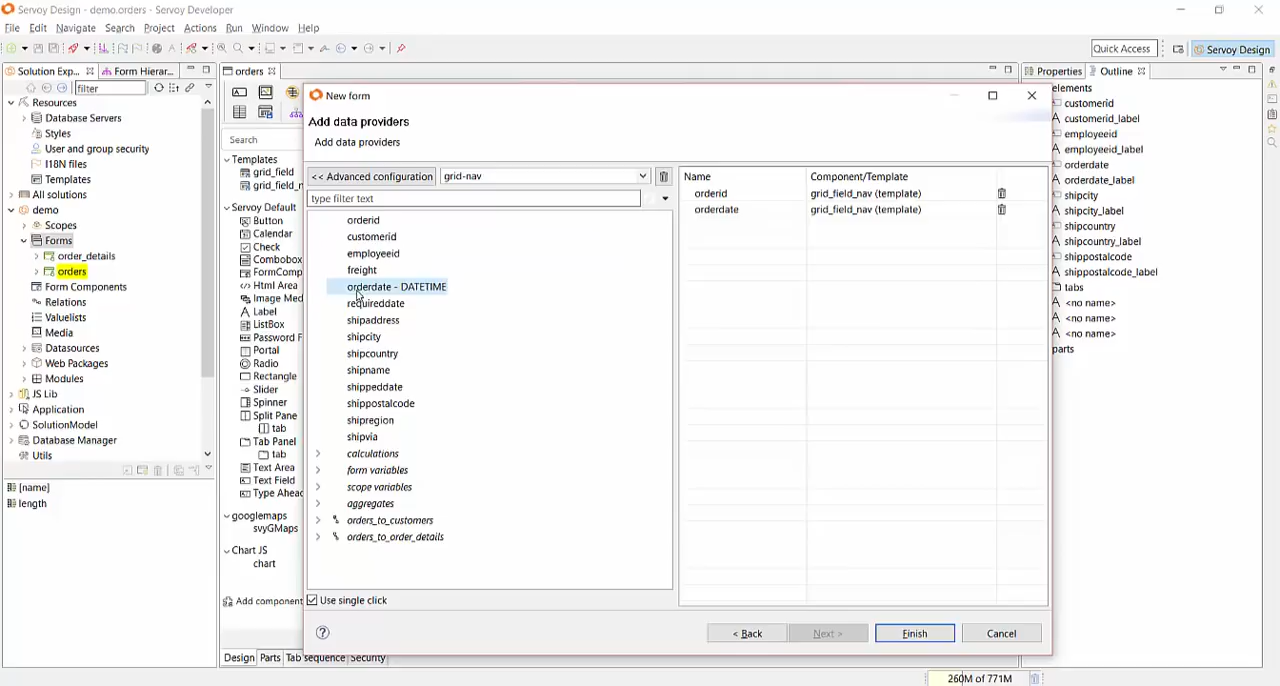 Servoy Design - demo.orders - Servoy Developer
File Edit Navigate Search Project Actions Run Window Help
Quick Access
Servoy Design
Solution Exp...
Form Hierar...
filter
Resources
Database Servers
Styles
User and group security
I18N files
Templates
All solutions
demo
Scopes
Forms
order_details
orders
Form Components
Relations
Valuelists
Media
Datasources
Web Packages
Modules
JS Lib
Application
SolutionModel
Database Manager
Utils
[name]
length
orders
Search
Templates
grid_field
grid_field_n
Servoy Default
Button
Calendar
Check
Combobox
FormComp
Html Area
Image Med
Label
ListBox
Password F
Portal
Radio
Rectangle
Slider
Spinner
Split Pane
tab
Tab Panel
tab
Text Area
Text Field
Type Ahea
googlemaps
svyGMaps
Chart JS
chart
Add component
Design Parts Tab sequence Security
New form
Add data providers
Add data providers
<< Advanced configuration
grid-nav
type filter text
orderid
customerid
employeeid
freight
orderdate - DATETIME
requireddate
shipaddress
shipcity
shipcountry
shipname
shippeddate
shippostalcode
shipregion
shipvia
calculations
form variables
scope variables
aggregates
orders_to_customers
orders_to_order_details
Use single click
Name Component/Template
orderid grid_field_nav (template)
orderdate grid_field_nav (template)
< Back Next > Finish Cancel
Properties Outline
elements
customerid
customerid_label
employeeid
employeeid_label
orderdate
orderdate_label
shipcity
shipcity_label
shipcountry
shipcountry_label
shippostalcode
shippostalcode_label
tabs
<no name>
<no name>
<no name>
parts
260M of 771M